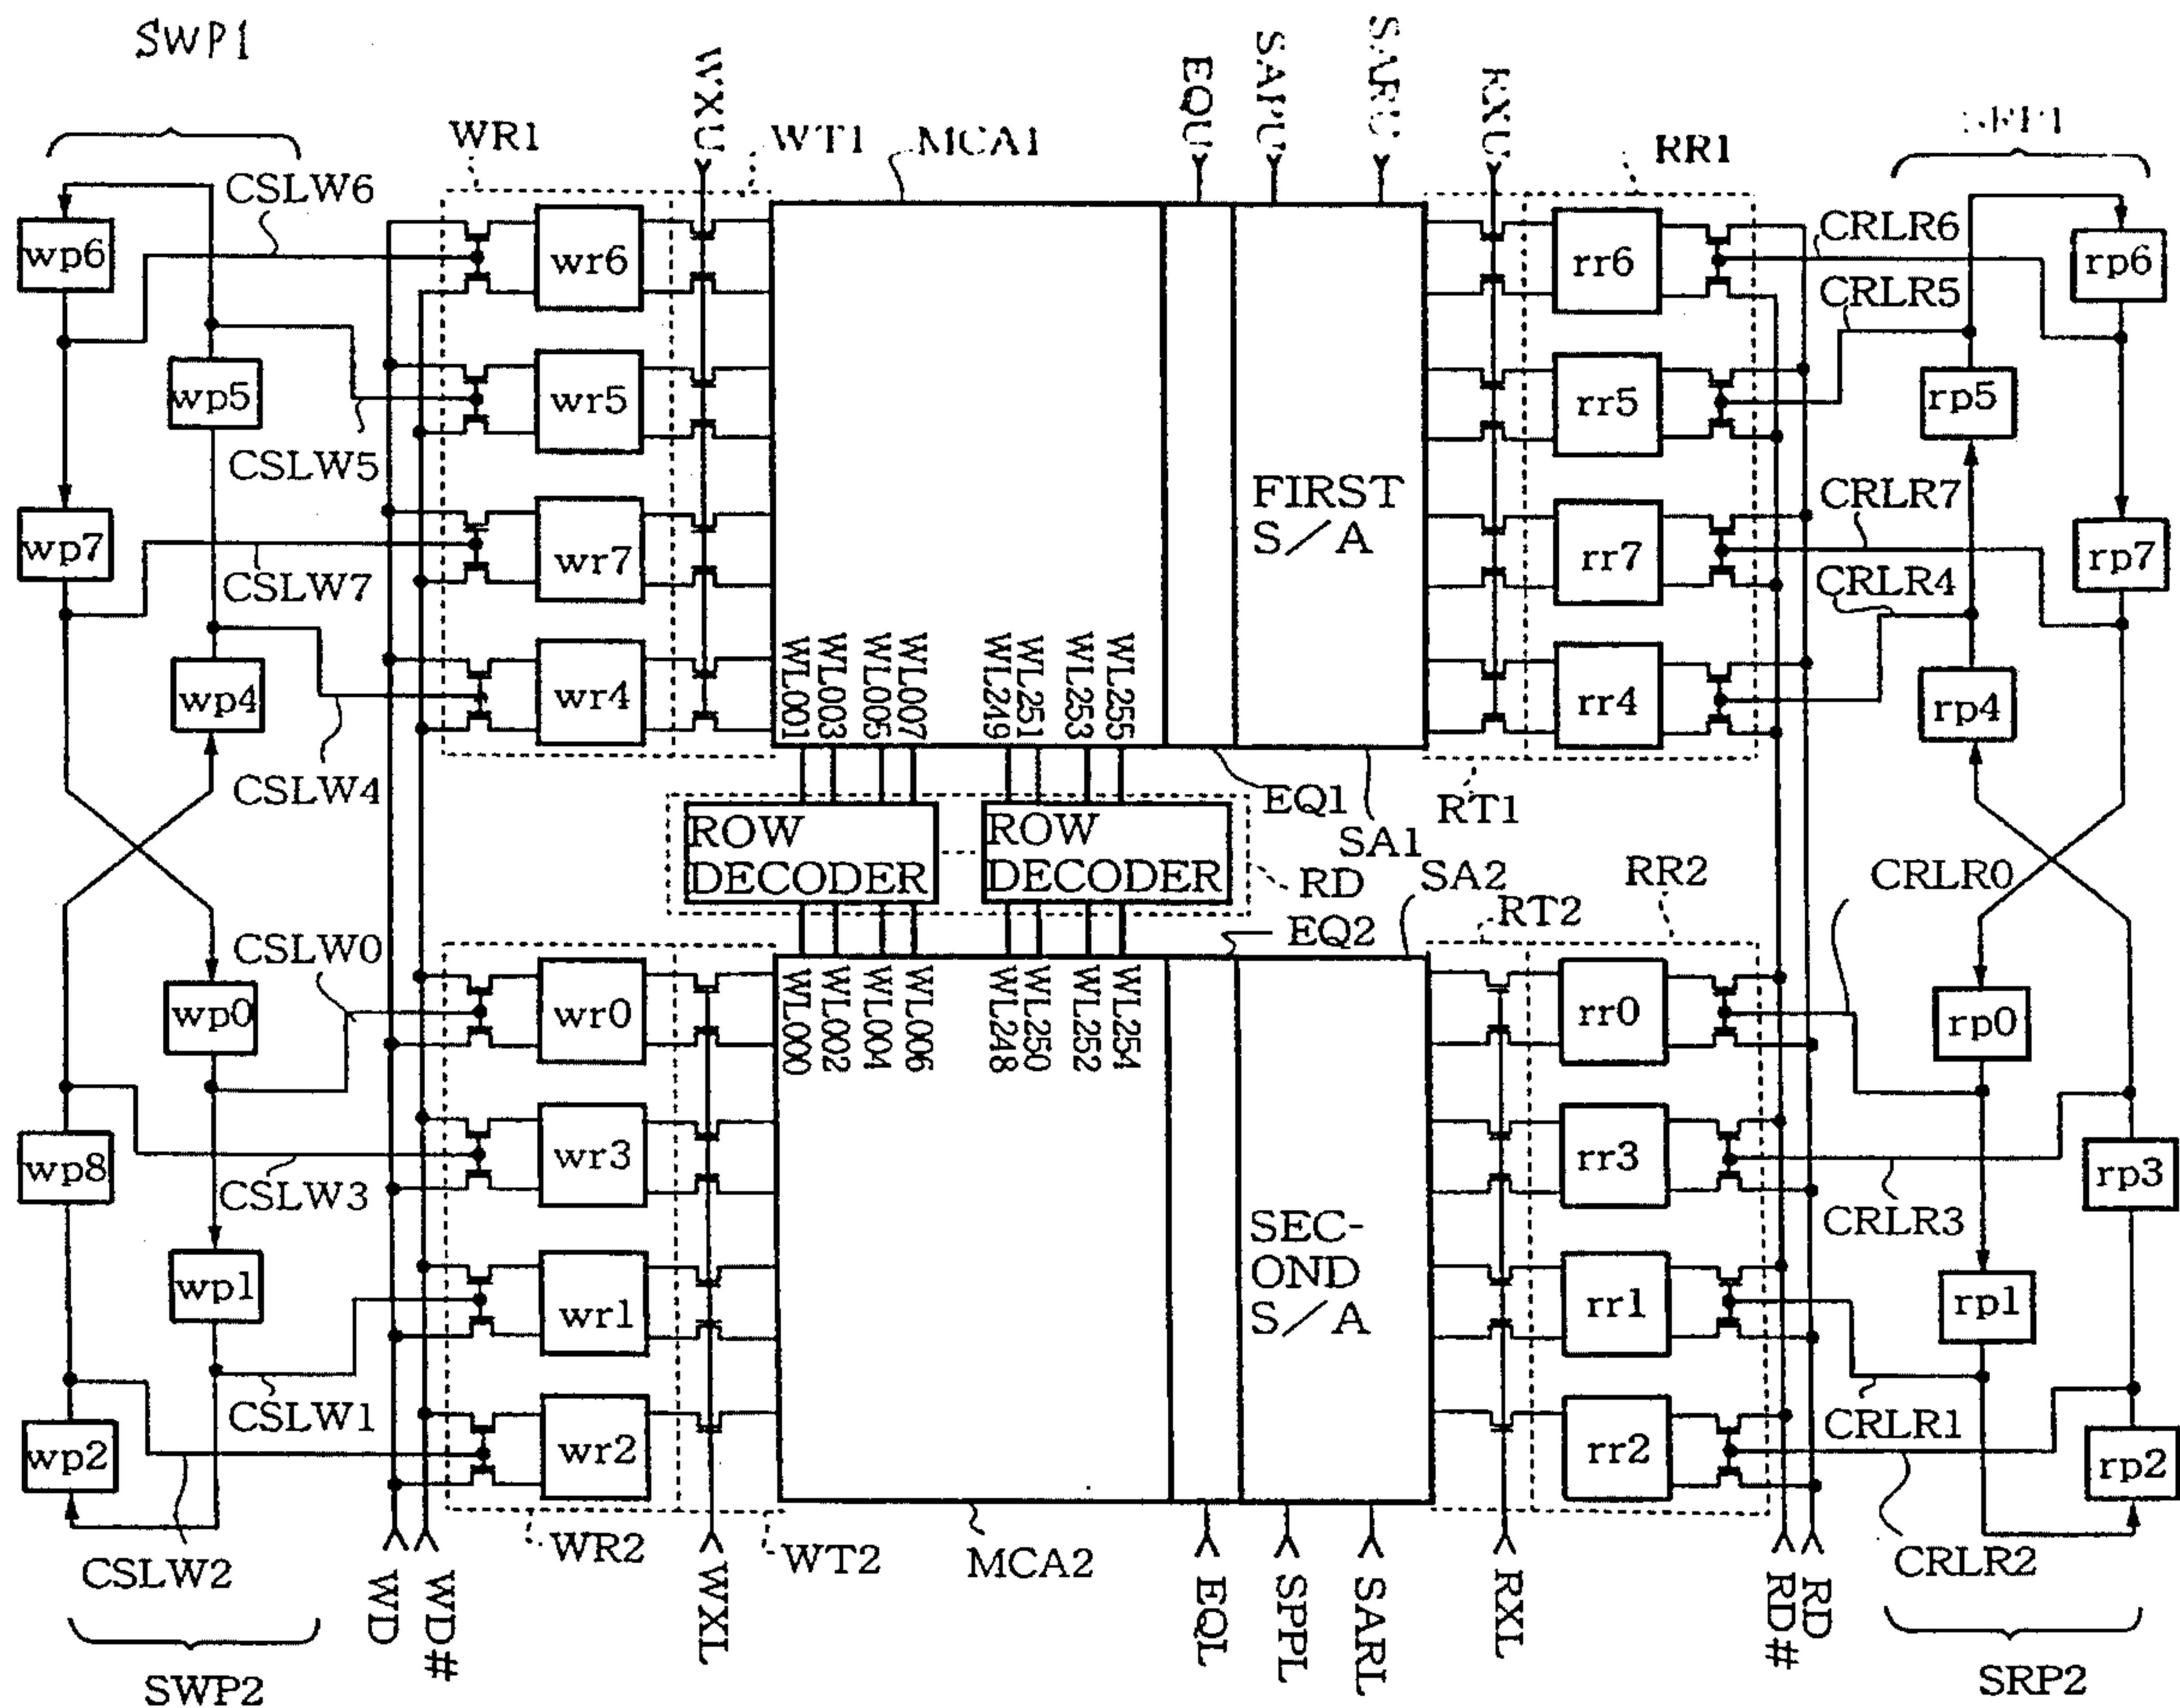 SWP1
WXU
EQU
SAPU
RXU
WR1
WT1
MCA1
RR1
CSLW6
CRLR6
wp6
wr6
rr6
rp6
CRLR5
wp5
wr5
rr5
rp5
CSLW5
FIRST
S/A
CRLR7
wp7
wr7
rr7
rp7
CSLW7
CRLR4
WL001
WL003
WL005
WL007
WL249
WL251
WL253
WL255
wp4
wr4
rr4
rp4
CSLW4
EQ1
RT1
SA1
ROW
DECODER
ROW
DECODER
RD
SA2
RR2
CRLR0
RT2
EQ2
CSLW0
WL000
WL002
WL004
WL006
WL248
WL250
WL252
WL254
wp0
wr0
rr0
rp0
wp8
wr3
rr3
rp3
CSLW3
CRLR3
SEC-
OND
S/A
wp1
wr1
rr1
rp1
CSLW1
CRLR1
wp2
wr2
rr2
rp2
CSLW2
WR2
WT2
MCA2
CRLR2
WD
WD#
WXL
EQL
SPPL
SARL
RXL
RD#
RD
SWP2
SRP2